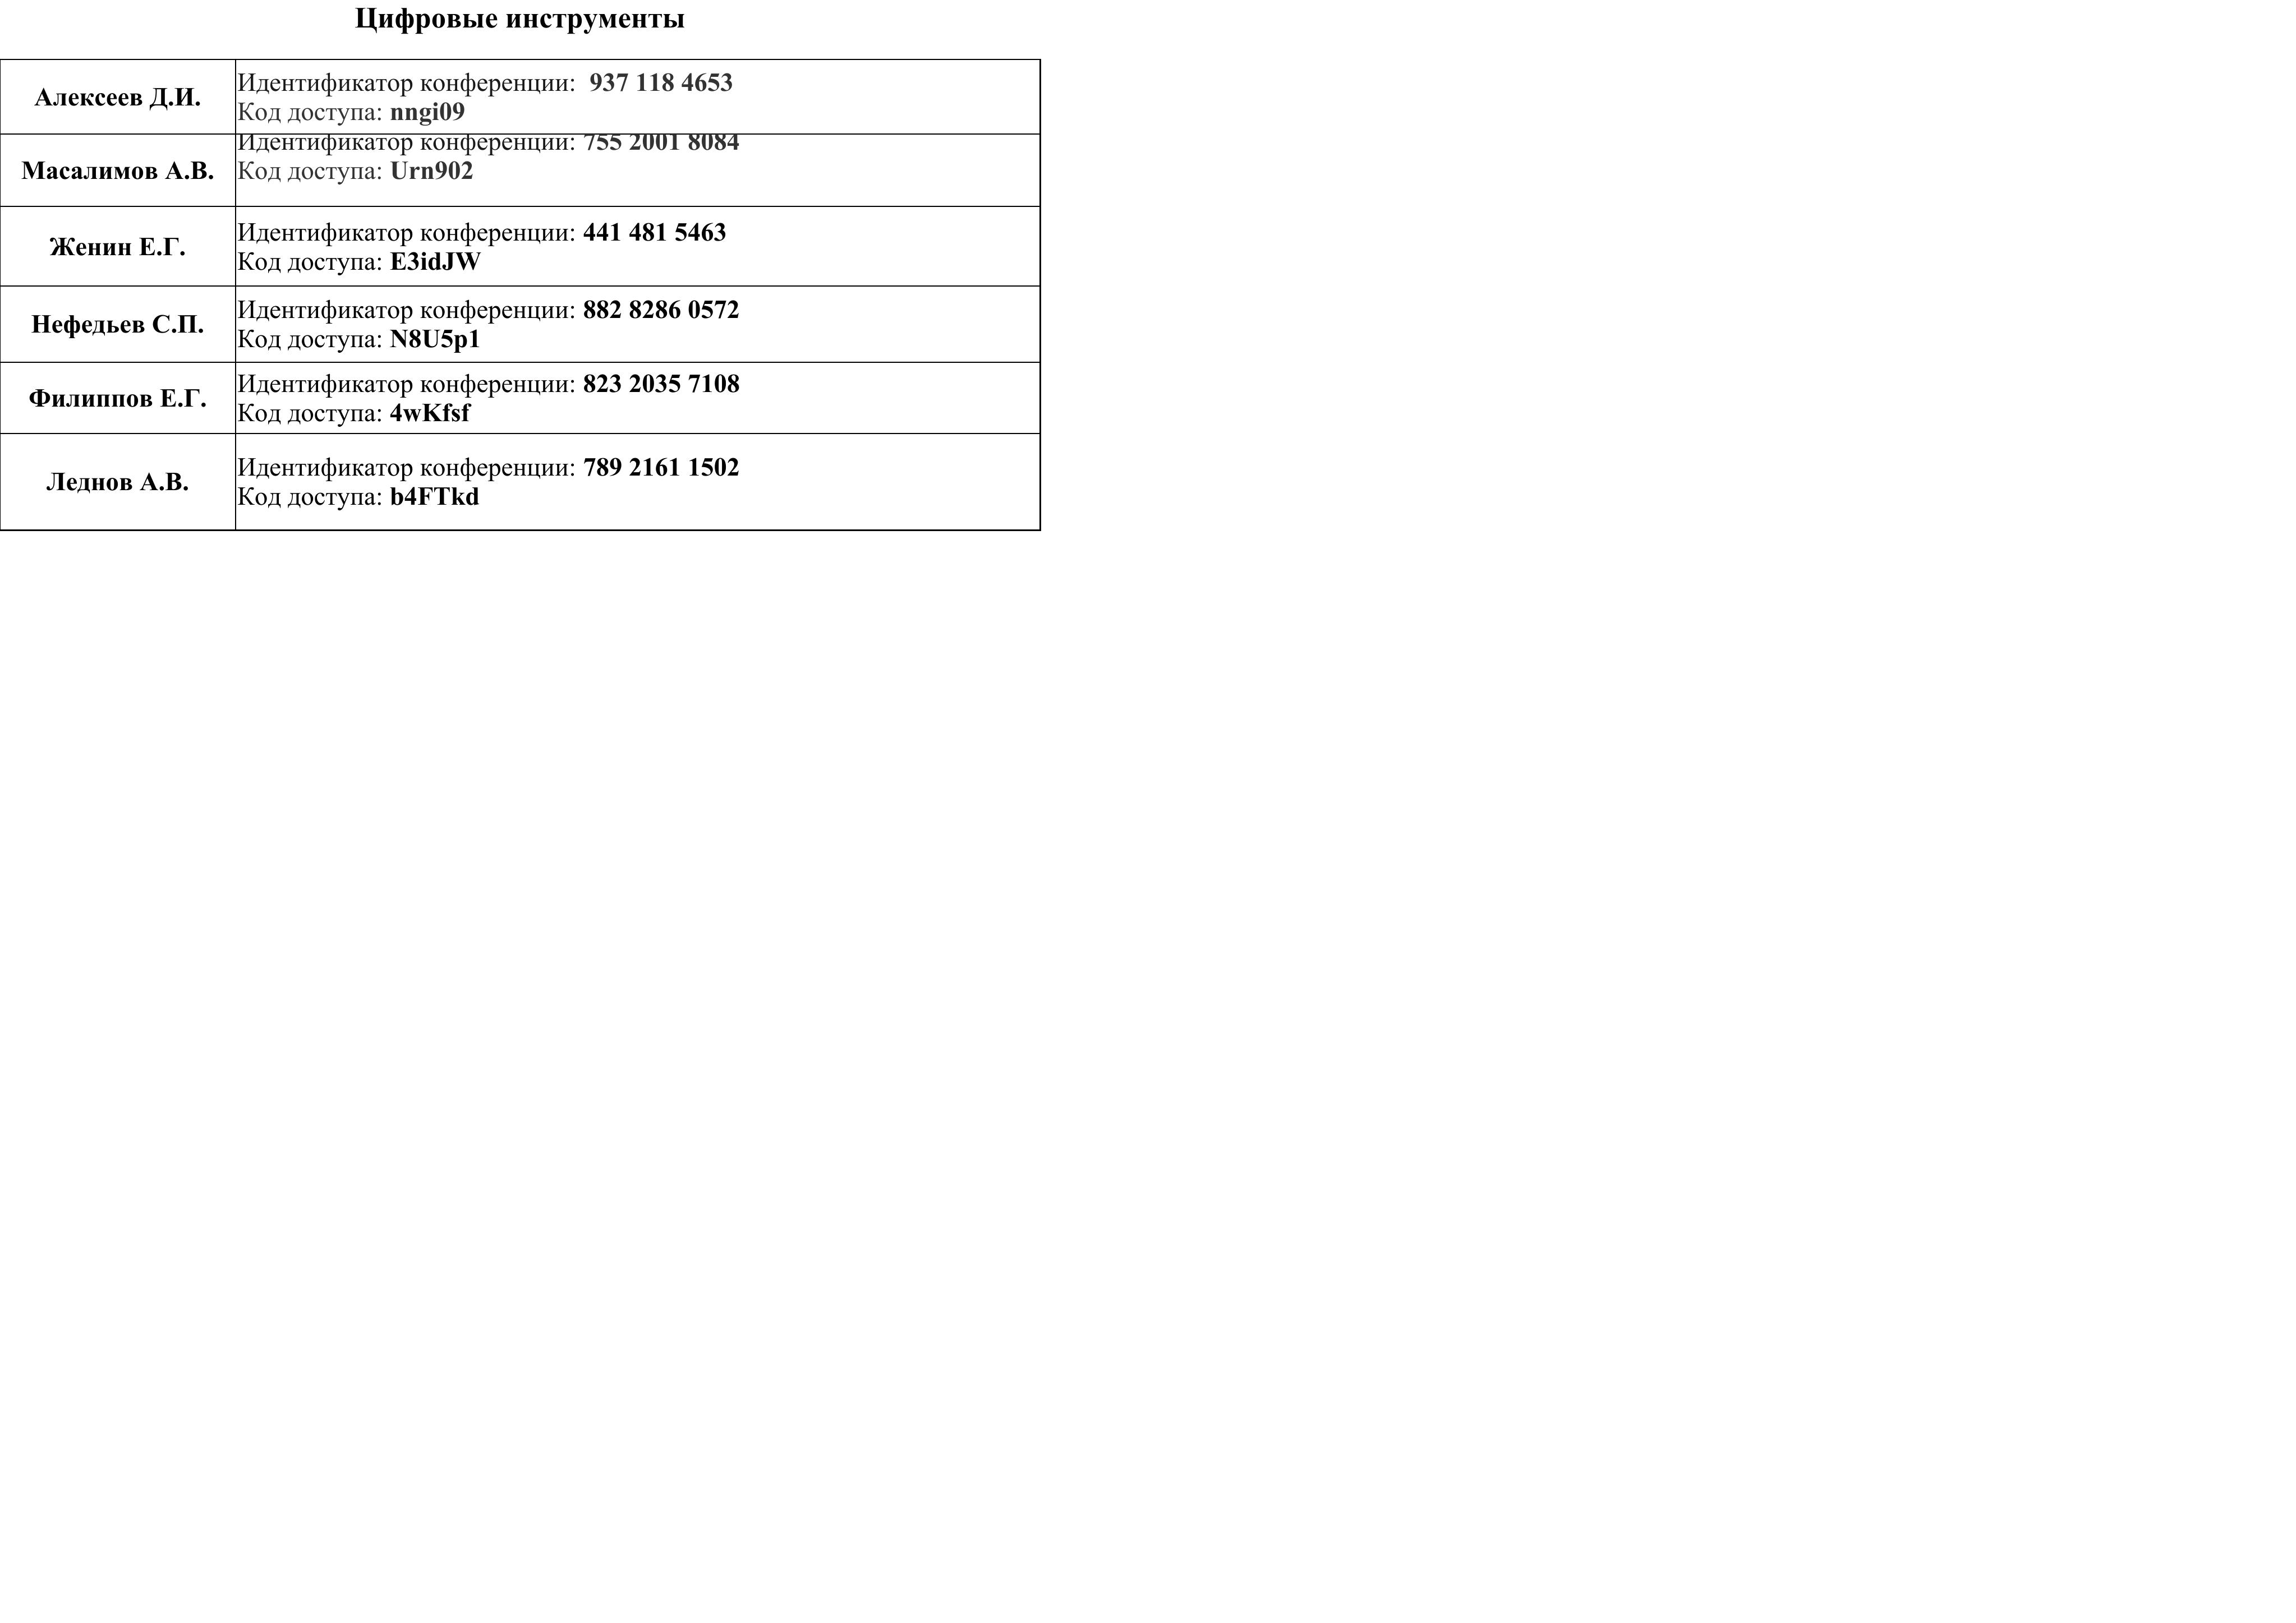 Цифровые инструменты
Алексеев Д.И.
Идентификатор конференции:  937 118 4653
Код доступа: nngi09
Масалимов А.В.
Идентификатор конференции: 755 2001 8084
Код доступа: Urn902
Женин Е.Г.
Идентификатор конференции: 441 481 5463
Код доступа: E3idJW
Нефедьев С.П.
Идентификатор конференции: 882 8286 0572
Код доступа: N8U5p1
Филиппов Е.Г.
Идентификатор конференции: 823 2035 7108
Код доступа: 4wKfsf
Леднов А.В.
Идентификатор конференции: 789 2161 1502
Код доступа: b4FTkd